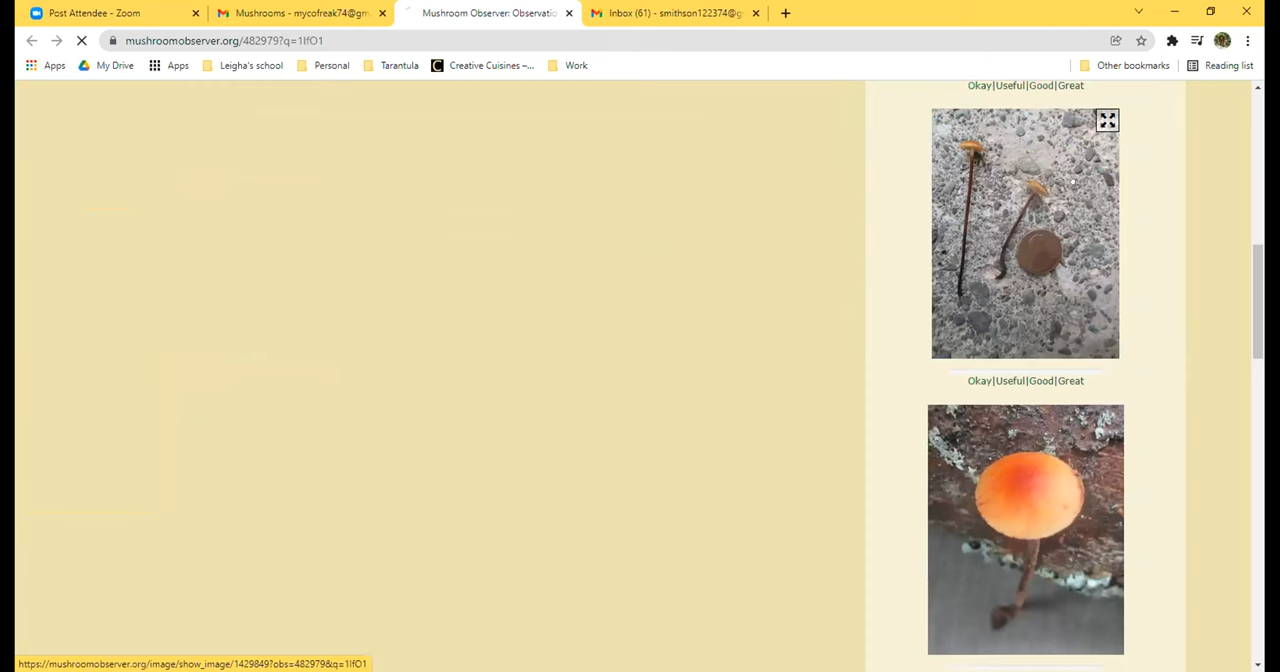 Post Attendee - Zoom
Mushrooms - mycofreak74@gm
Mushroom Observer: Observatio
Inbox (61) - smithson122374@g
mushroomobserver.org/482979?q=1IfO1
Apps
My Drive
Apps
Leigha's school
Personal
Tarantula
Creative Cuisines –...
Work
Other bookmarks
Reading list
Okay|Useful|Good|Great
Okay|Useful|Good|Great
https://mushroomobserver.org/image/show_image/1429849?obs=482979&q=1IfO1